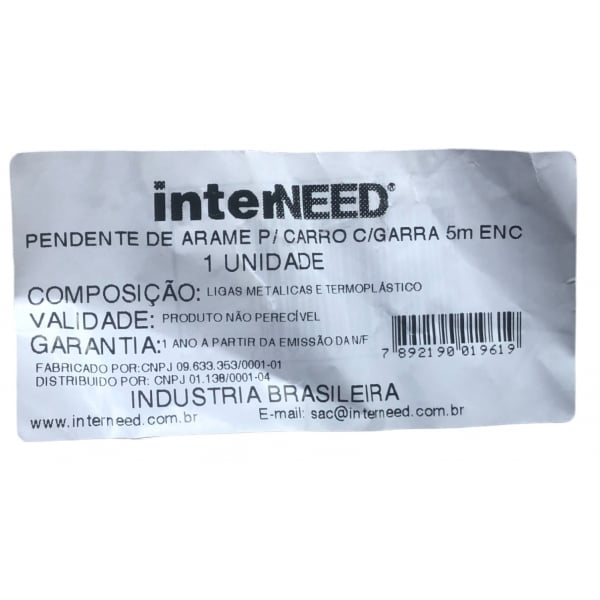 interNEED®
PENDENTE DE ARAME P/ CARRO C/GARRA 5m ENC
1 UNIDADE
COMPOSIÇÃO: LIGAS METALICAS E TERMOPLÁSTICO
VALIDADE: PRODUTO NÃO PERECÍVEL
GARANTIA:1 ANO A PARTIR DA EMISSÃO DA N/F
7 892190 019619
FABRICADO POR:CNPJ 09.633.353/0001-01
DISTRIBUIDO POR: CNPJ 01.138/0001-04
INDUSTRIA BRASILEIRA
www.interneed.com.br E-mail: sac@interneed.com.br